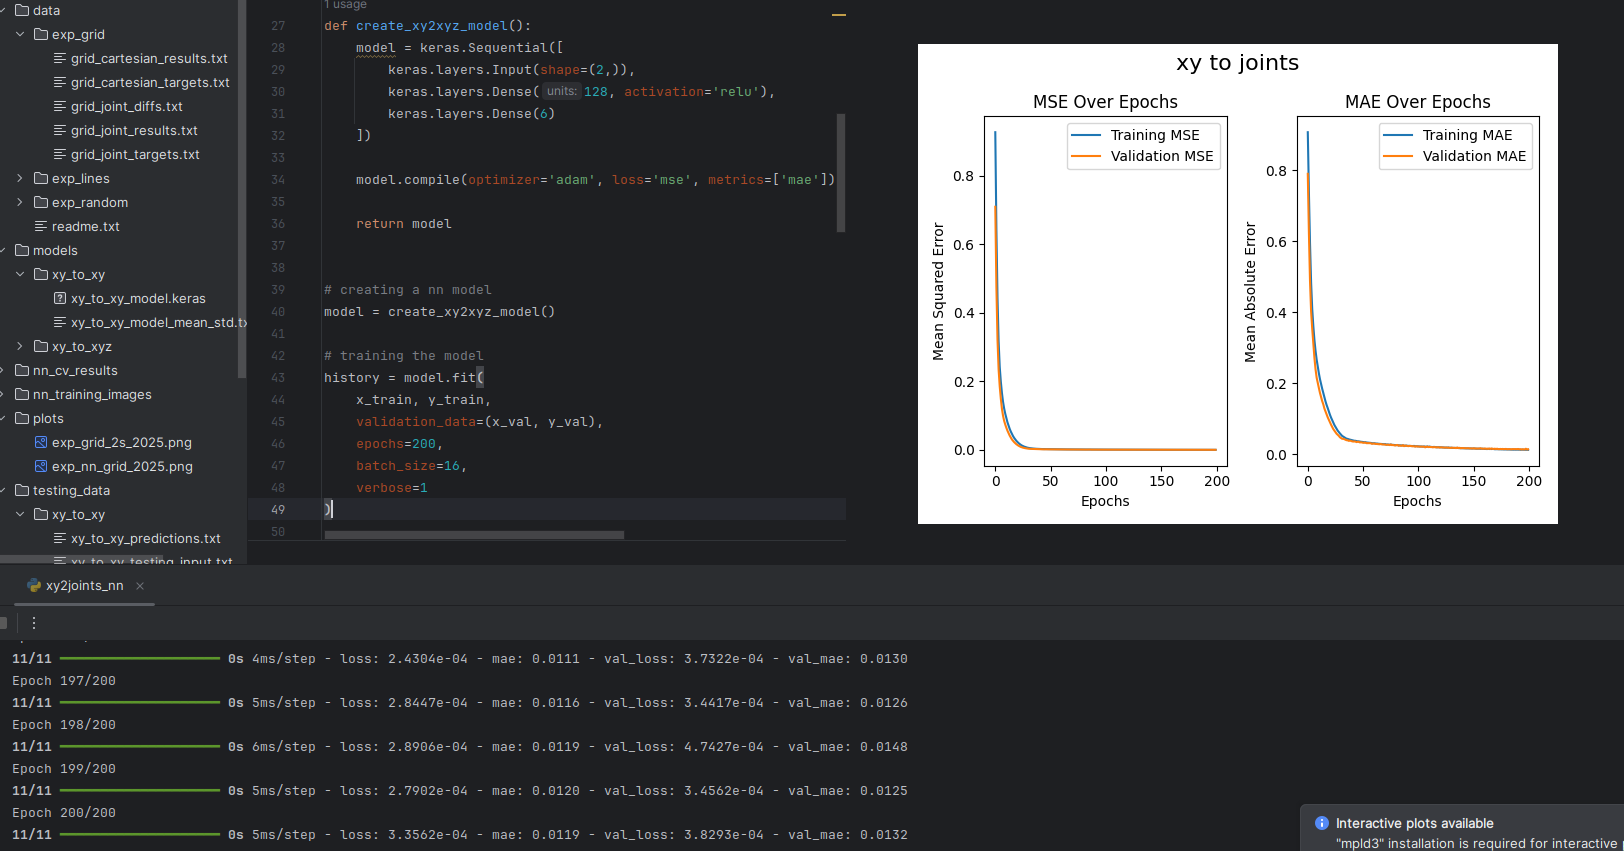 data
exp_grid
grid_cartesian_results.txt
grid_cartesian_targets.txt
grid_joint_diffs.txt
grid_joint_results.txt
grid_joint_targets.txt
exp_lines
exp_random
readme.txt
models
xy_to_xy
xy_to_xy_model.keras
xy_to_xy_model_mean_std.tx
xy_to_xyz
nn_cv_results
nn_training_images
plots
exp_grid_2s_2025.png
exp_nn_grid_2025.png
testing_data
xy_to_xy
xy_to_xy_predictions.txt
xy_to_xy_testing_input.txt
1 usage
27 def create_xy2xyz_model():
28 model = keras.Sequential([
29 keras.layers.Input(shape=(2,)),
30 keras.layers.Dense( units: 128, activation='relu'),
31 keras.layers.Dense(6)
32 ])
33
34 model.compile(optimizer='adam', loss='mse', metrics=['mae'])
35
36 return model
37
38
39 # creating a nn model
40 model = create_xy2xyz_model()
41
42 # training the model
43 history = model.fit(
44 x_train, y_train,
45 validation_data=(x_val, y_val),
46 epochs=200,
47 batch_size=16,
48 verbose=1
49 )
50
xy to joints
MSE Over Epochs
Training MSE
Validation MSE
Mean Squared Error
0.8
0.6
0.4
0.2
0.0
0 50 100 150 200
Epochs
MAE Over Epochs
Training MAE
Validation MAE
Mean Absolute Error
0.8
0.6
0.4
0.2
0.0
0 50 100 150 200
Epochs
xy2joints_nn
11/11 0s 4ms/step - loss: 2.4304e-04 - mae: 0.0111 - val_loss: 3.7322e-04 - val_mae: 0.0130
Epoch 197/200
11/11 0s 5ms/step - loss: 2.8447e-04 - mae: 0.0116 - val_loss: 3.4417e-04 - val_mae: 0.0126
Epoch 198/200
11/11 0s 6ms/step - loss: 2.8906e-04 - mae: 0.0119 - val_loss: 4.7427e-04 - val_mae: 0.0148
Epoch 199/200
11/11 0s 5ms/step - loss: 2.7902e-04 - mae: 0.0120 - val_loss: 3.4562e-04 - val_mae: 0.0125
Epoch 200/200
11/11 0s 5ms/step - loss: 3.3562e-04 - mae: 0.0119 - val_loss: 3.8293e-04 - val_mae: 0.0132
Interactive plots available
"mpld3" installation is required for interactive